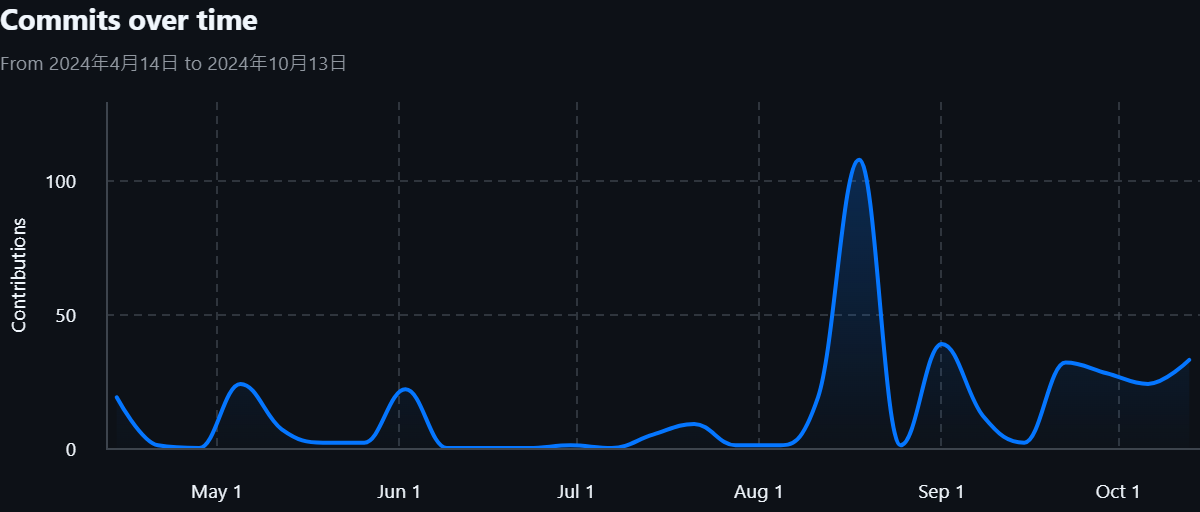 Commits over time
From 2024年4月14日 to 2024年10月13日
Contributions
100
50
0
May 1
Jun 1
Jul 1
Aug 1
Sep 1
Oct 1